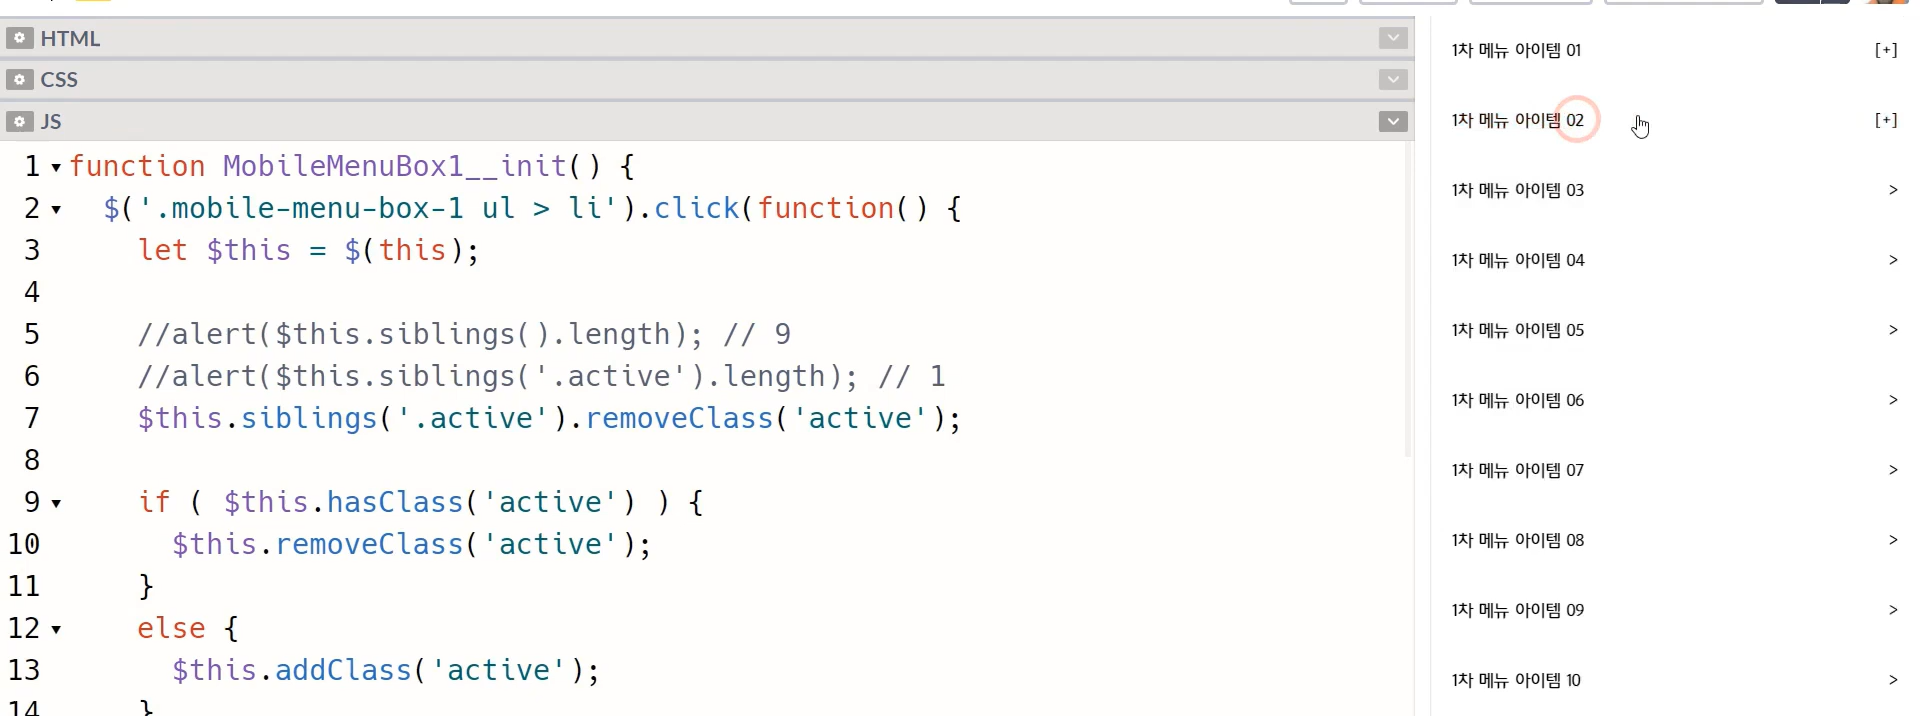 HTML
CSS
JS
1 function MobileMenuBox1__init() {
2 $('.mobile-menu-box-1 ul > li').click(function() {
3 let $this = $(this);
4
5 //alert($this.siblings().length); // 9
6 //alert($this.siblings('.active').length); // 1
7 $this.siblings('.active').removeClass('active');
8
9 if ( $this.hasClass('active') ) {
10 $this.removeClass('active');
11 }
12 else {
13 $this.addClass('active');
14 }
1차 메뉴 아이템 01 [+]
1차 메뉴 아이템 02 [+]
1차 메뉴 아이템 03 >
1차 메뉴 아이템 04 >
1차 메뉴 아이템 05 >
1차 메뉴 아이템 06 >
1차 메뉴 아이템 07 >
1차 메뉴 아이템 08 >
1차 메뉴 아이템 09 >
1차 메뉴 아이템 10 >